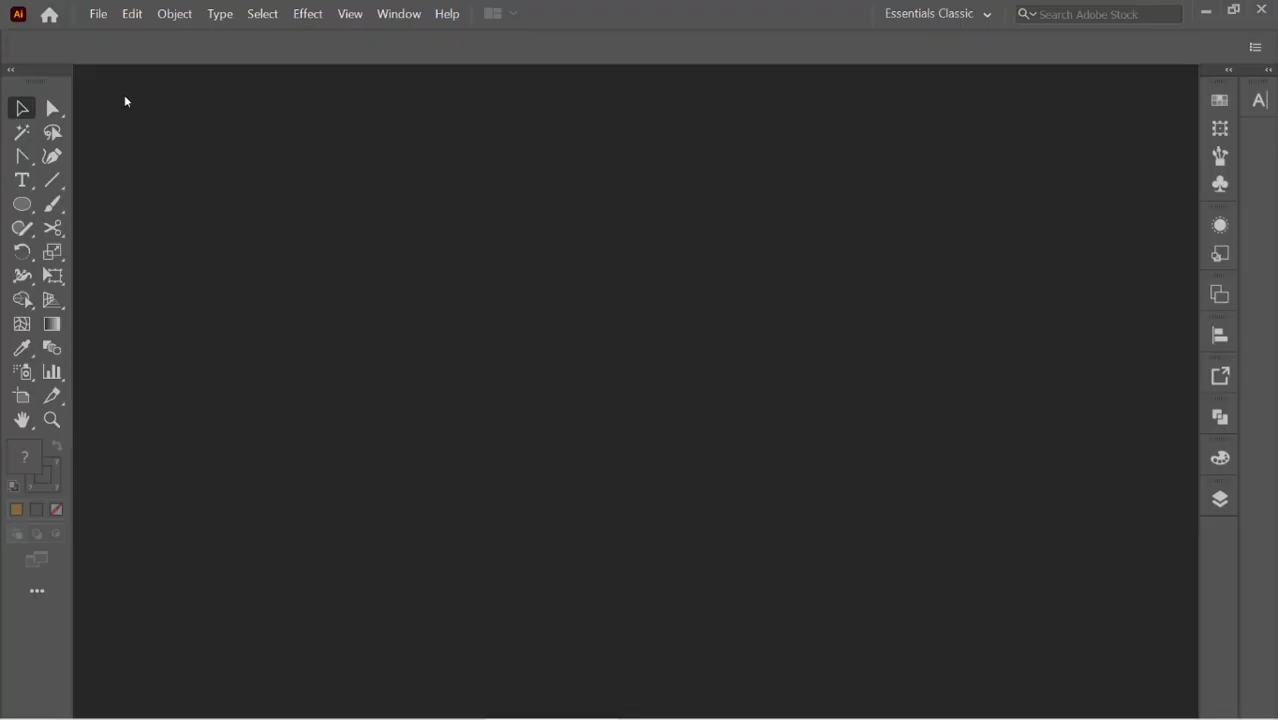 Ai File Edit Object Type Select Effect View Window Help Essentials Classic Search Adobe Stock
A
T
?
?
? ?